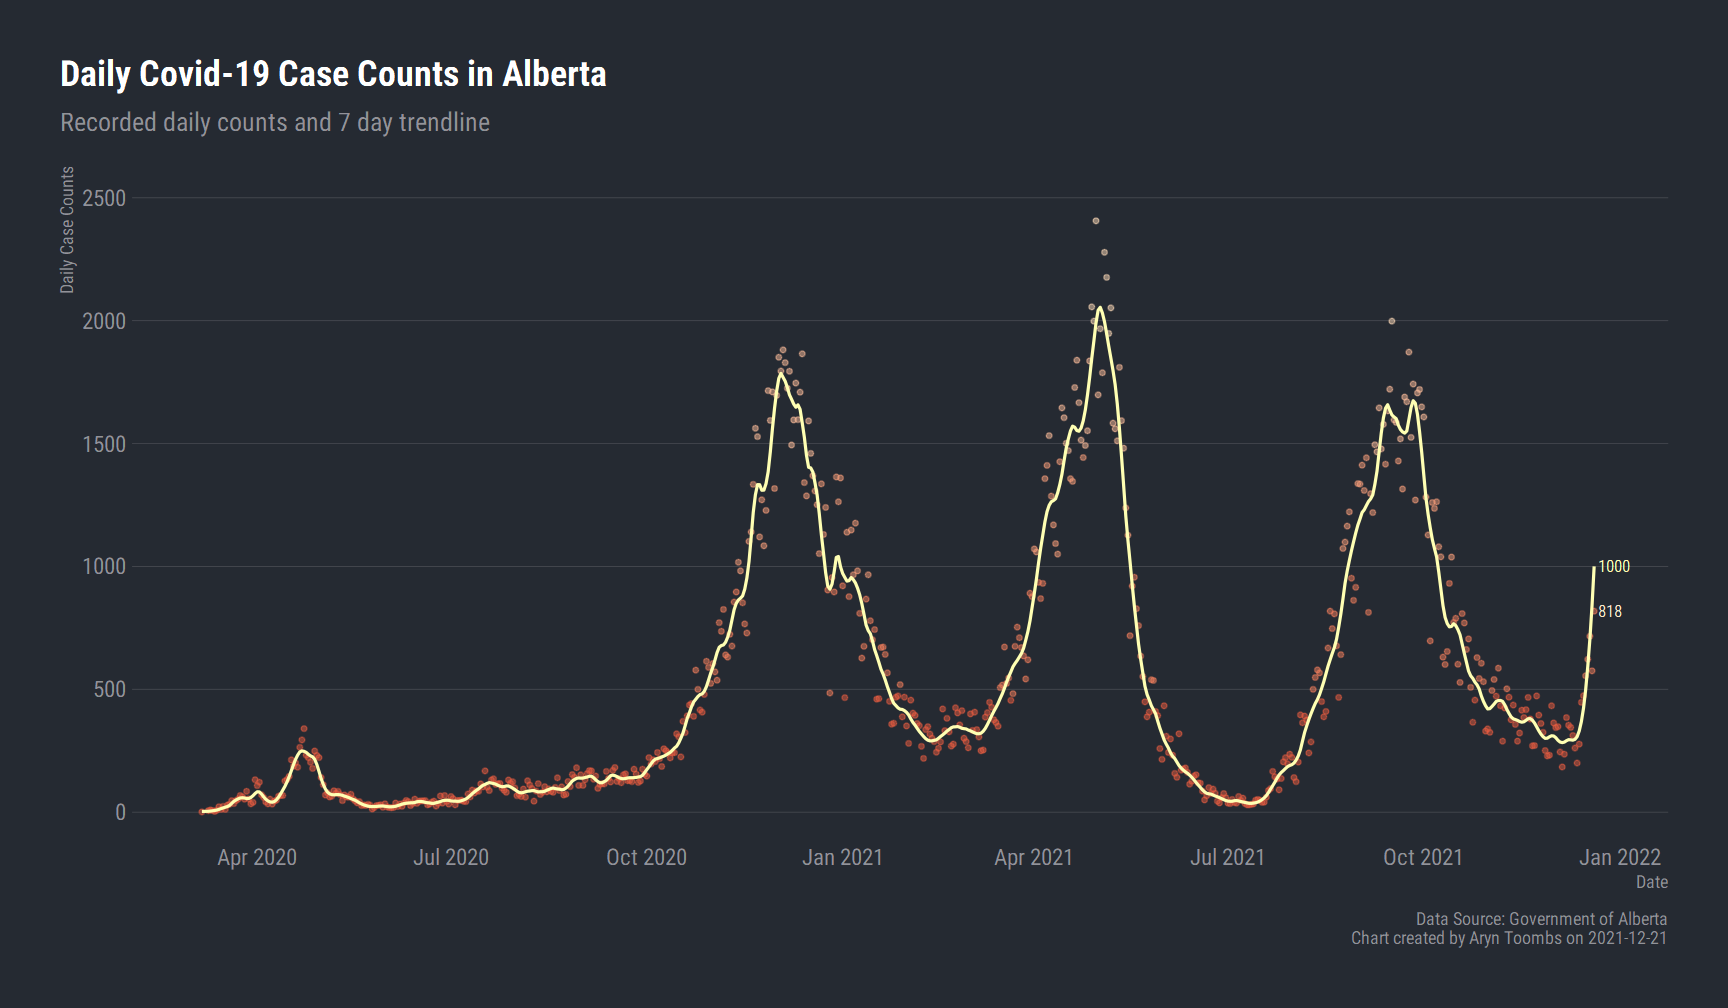 Daily Covid-19 Case Counts in Alberta
Recorded daily counts and 7 day trendline
Daily Case Counts
2500
2000
1500
1000
500
0
1000
818
Apr 2020
Jul 2020
Oct 2020
Jan 2021
Apr 2021
Jul 2021
Oct 2021
Jan 2022
Date
Data Source: Government of Alberta
Chart created by Aryn Toombs on 2021-12-21